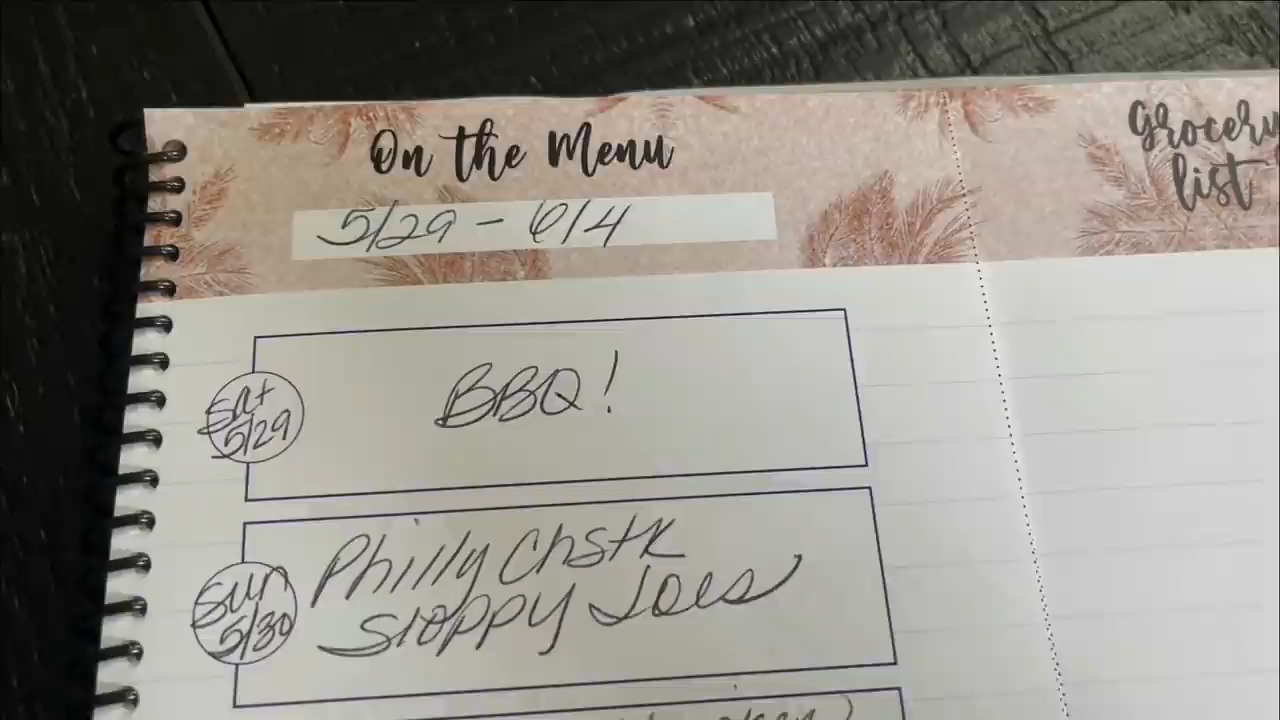 On the Menu
Grocery
list
5/29 - 6/4
Sat
5/29
BBQ!
Sun
5/30
Philly Chstk
Sloppy Joes